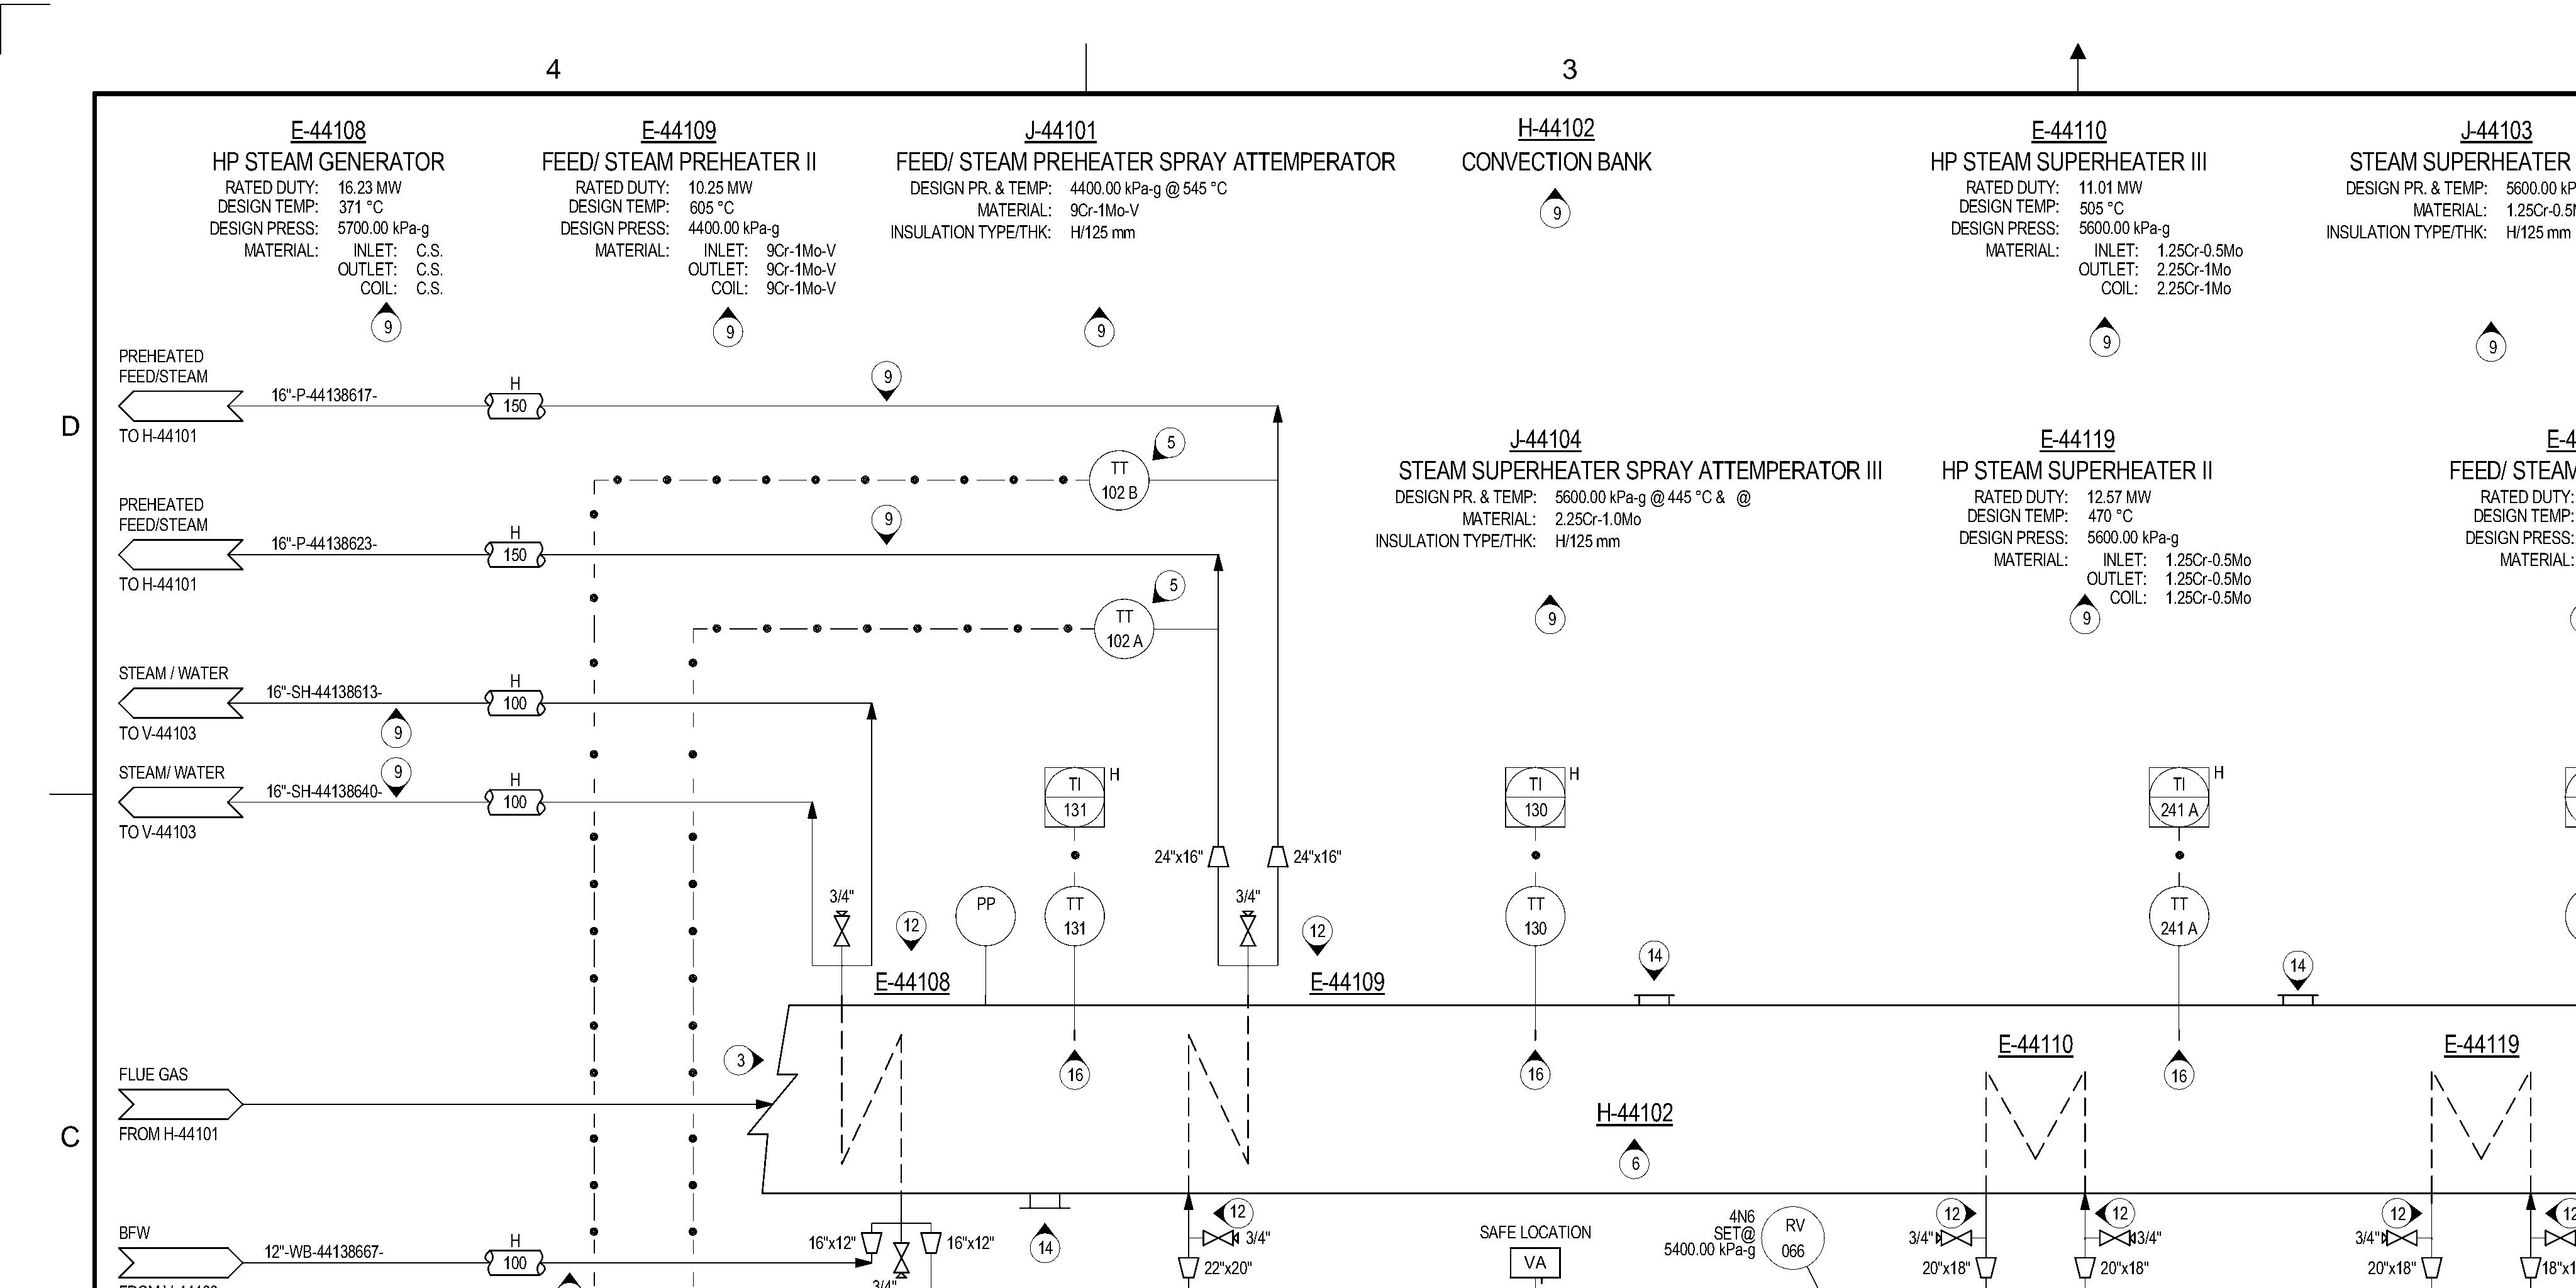 4
3
E-44108
HP STEAM GENERATOR
RATED DUTY: 16.23 MW
DESIGN TEMP: 371 °C
DESIGN PRESS: 5700.00 kPa-g
MATERIAL: INLET: C.S.
OUTLET: C.S.
COIL: C.S.
9
E-44109
FEED/ STEAM PREHEATER II
RATED DUTY: 10.25 MW
DESIGN TEMP: 605 °C
DESIGN PRESS: 4400.00 kPa-g
MATERIAL: INLET: 9Cr-1Mo-V
OUTLET: 9Cr-1Mo-V
COIL: 9Cr-1Mo-V
9
J-44101
FEED/ STEAM PREHEATER SPRAY ATTEMPERATOR
DESIGN PR. & TEMP: 4400.00 kPa-g @ 545 °C
MATERIAL: 9Cr-1Mo-V
INSULATION TYPE/THK: H/125 mm
9
H-44102
CONVECTION BANK
9
E-44110
HP STEAM SUPERHEATER III
RATED DUTY: 11.01 MW
DESIGN TEMP: 505 °C
DESIGN PRESS: 5600.00 kPa-g
MATERIAL: INLET: 1.25Cr-0.5Mo
OUTLET: 2.25Cr-1Mo
COIL: 2.25Cr-1Mo
9
J-44103
STEAM SUPERHEATER
DESIGN PR. & TEMP: 5600.00 kP
MATERIAL: 1.25Cr-0.5
INSULATION TYPE/THK: H/125 mm
9
PREHEATED
FEED/STEAM
16"-P-44138617-
H
150
9
TO H-44101
D
TT
102 B
5
PREHEATED
FEED/STEAM
16"-P-44138623-
H
150
9
TO H-44101
TT
102 A
5
J-44104
STEAM SUPERHEATER SPRAY ATTEMPERATOR III
DESIGN PR. & TEMP: 5600.00 kPa-g @ 445 °C & @
MATERIAL: 2.25Cr-1.0Mo
INSULATION TYPE/THK: H/125 mm
9
E-44119
HP STEAM SUPERHEATER II
RATED DUTY: 12.57 MW
DESIGN TEMP: 470 °C
DESIGN PRESS: 5600.00 kPa-g
MATERIAL: INLET: 1.25Cr-0.5Mo
OUTLET: 1.25Cr-0.5Mo
COIL: 1.25Cr-0.5Mo
9
E-4
FEED/ STEAM
RATED DUTY:
DESIGN TEMP:
DESIGN PRESS:
MATERIAL:
STEAM / WATER
16"-SH-44138613-
H
100
TO V-44103
9
STEAM/ WATER
9
16"-SH-44138640-
H
100
TO V-44103
TI
131
H
TI
130
H
TI
241 A
H
24"x16"
24"x16"
3/4"
12
PP
TT
131
3/4"
12
TT
130
14
TT
241 A
14
E-44108
E-44109
3
16
16
E-44110
16
E-44119
FLUE GAS
FROM H-44101
C
H-44102
6
BFW
12"-WB-44138667-
H
100
16"x12"
16"x12"
3/4"
14
12
3/4"
22"x20"
SAFE LOCATION
VA
4N6
SET@
5400.00 kPa-g
RV
066
12
3/4"
20"x18"
12
3/4"
20"x18"
12
3/4"
20"x18"
12
18"x1